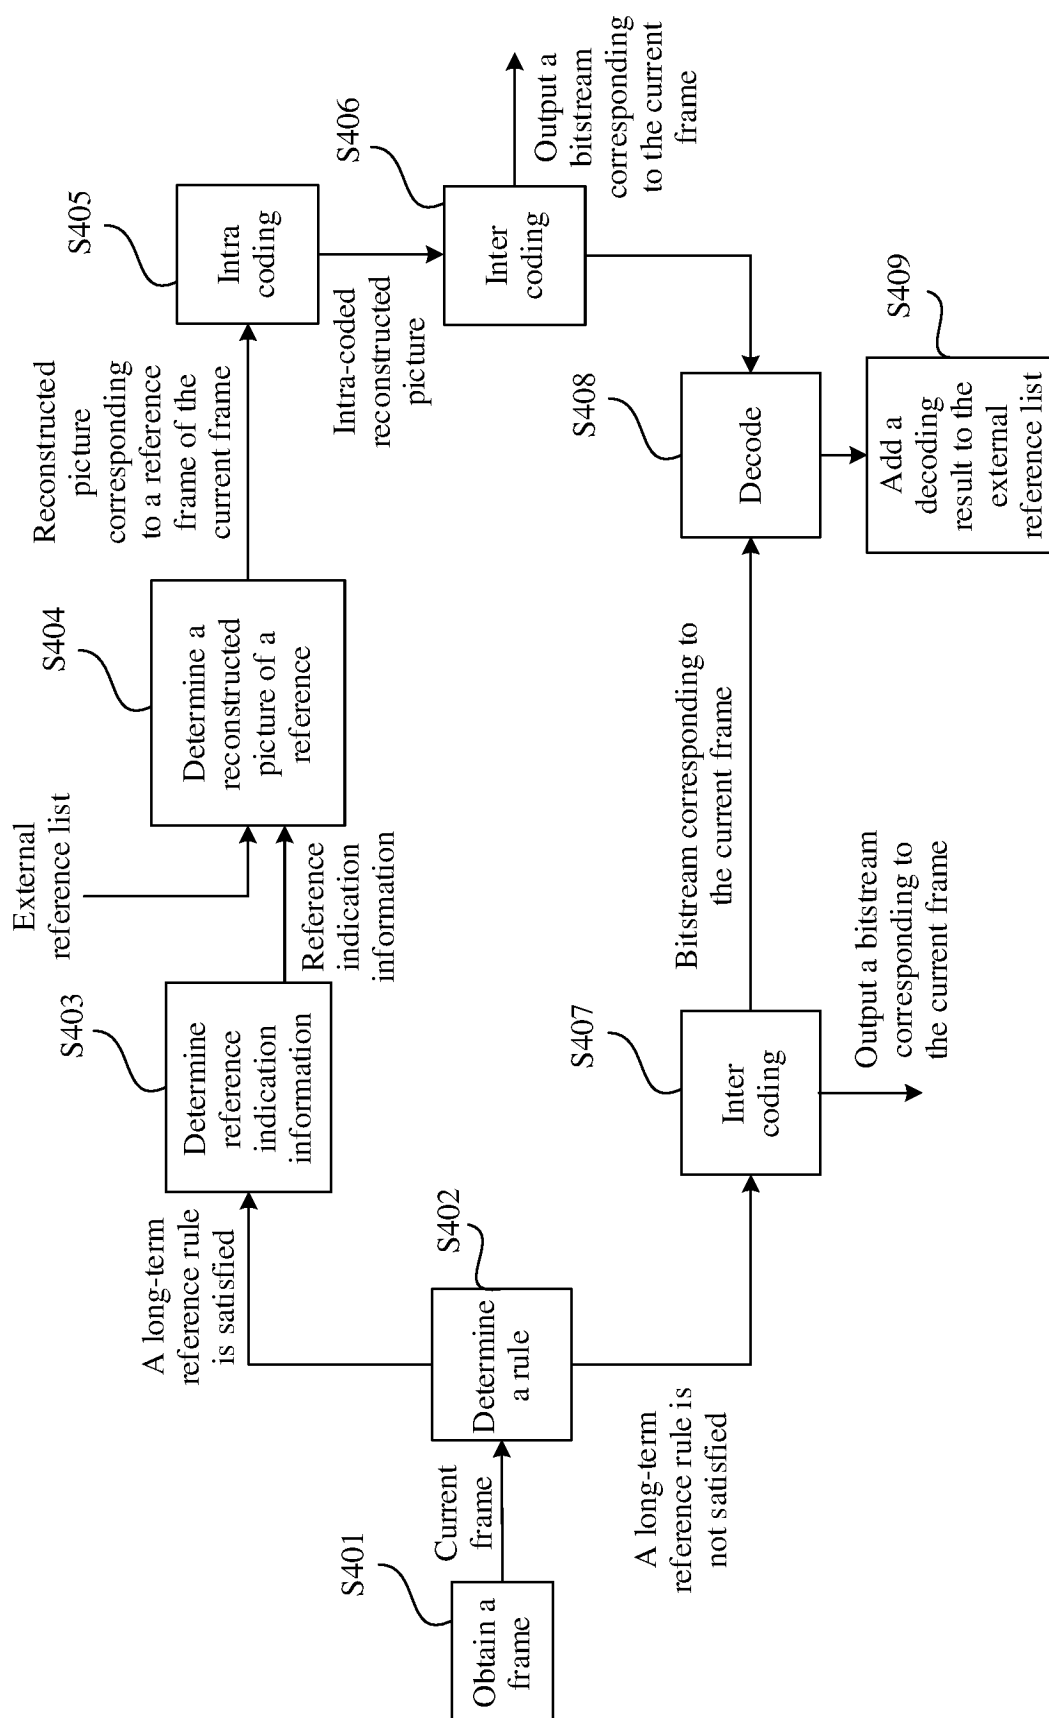 S401
Obtain a
frame
Current
frame
S402
Determine
a rule
A long-term
reference rule
is satisfied
S403
Determine
reference
indication
information
Reference
indication
information
External
reference list
S404
Determine a
reconstructed
picture of a
reference
Reconstructed
picture
corresponding
to a reference
frame of the
current frame
S405
Intra
coding
Intra-coded
reconstructed
picture
S406
Inter
coding
Output a
bitstream
corresponding
to the current
frame
A long-term
reference rule is
not satisfied
S407
Inter
coding
Output a bitstream
corresponding to
the current frame
Bitstream corresponding to
the current frame
S408
Decode
S409
Add a
decoding
result to the
external
reference list